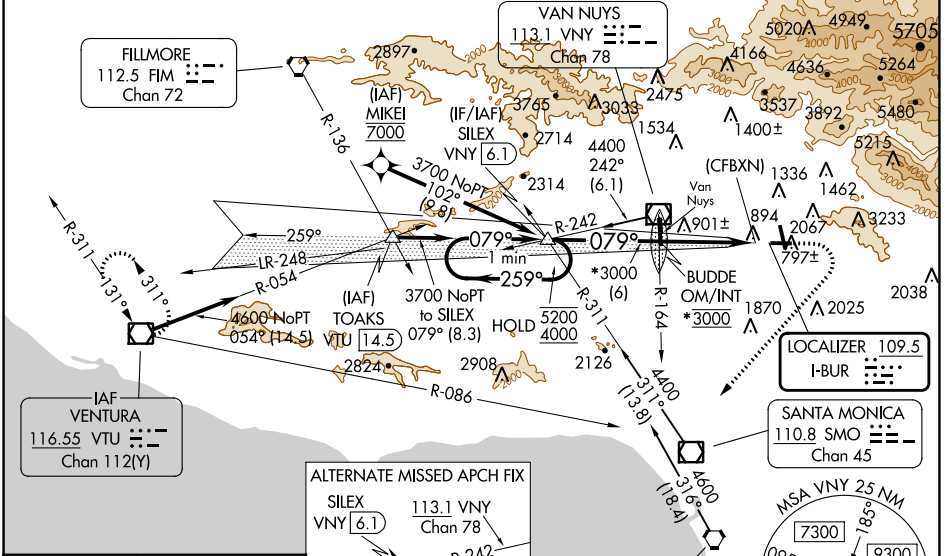 VAN NUYS
113.1 VNY
Chan 78
FILLMORE
112.5 FIM
Chan 72
2897
5020
4949
5705
4166
5264
4636
2475
3537
5480
3765
3033
3892
1400±
5215
2714
1534
(IAF)
MIKEI
7000
(IF/IAF)
SILEX
VNY 6.1
R-136
4400
242°
(6.1)
(CFBXN)
1336
1462
2314
3700 NoPT
102°
(9.8)
R-242
Van
Nuys
901±
894
2067
3233
797±
259°
079°
079°
1 min
259°
LR-248
R-054
R-311
131°
311°
*3000
(6)
BUDDE
OM/INT
*3000
R-164
2038
(IAF)
TOAKS
VTU 14.5
3700 NoPT
to SILEX
079° (8.3)
HOLD
5200
4000
R-311
1870
2025
4600 NoPT
054° (14.5)
2824
2908
2126
LOCALIZER 109.5
I-BUR
R-086
4400
311°
(13.8)
IAF
VENTURA
116.55 VTU
Chan 112(Y)
SANTA MONICA
110.8 SMO
Chan 45
4600
316°
(18.4)
ALTERNATE MISSED APCH FIX
SILEX
VNY 6.1
113.1 VNY
Chan 78
R-242
MSA VNY 25 NM
185°
7300
9300